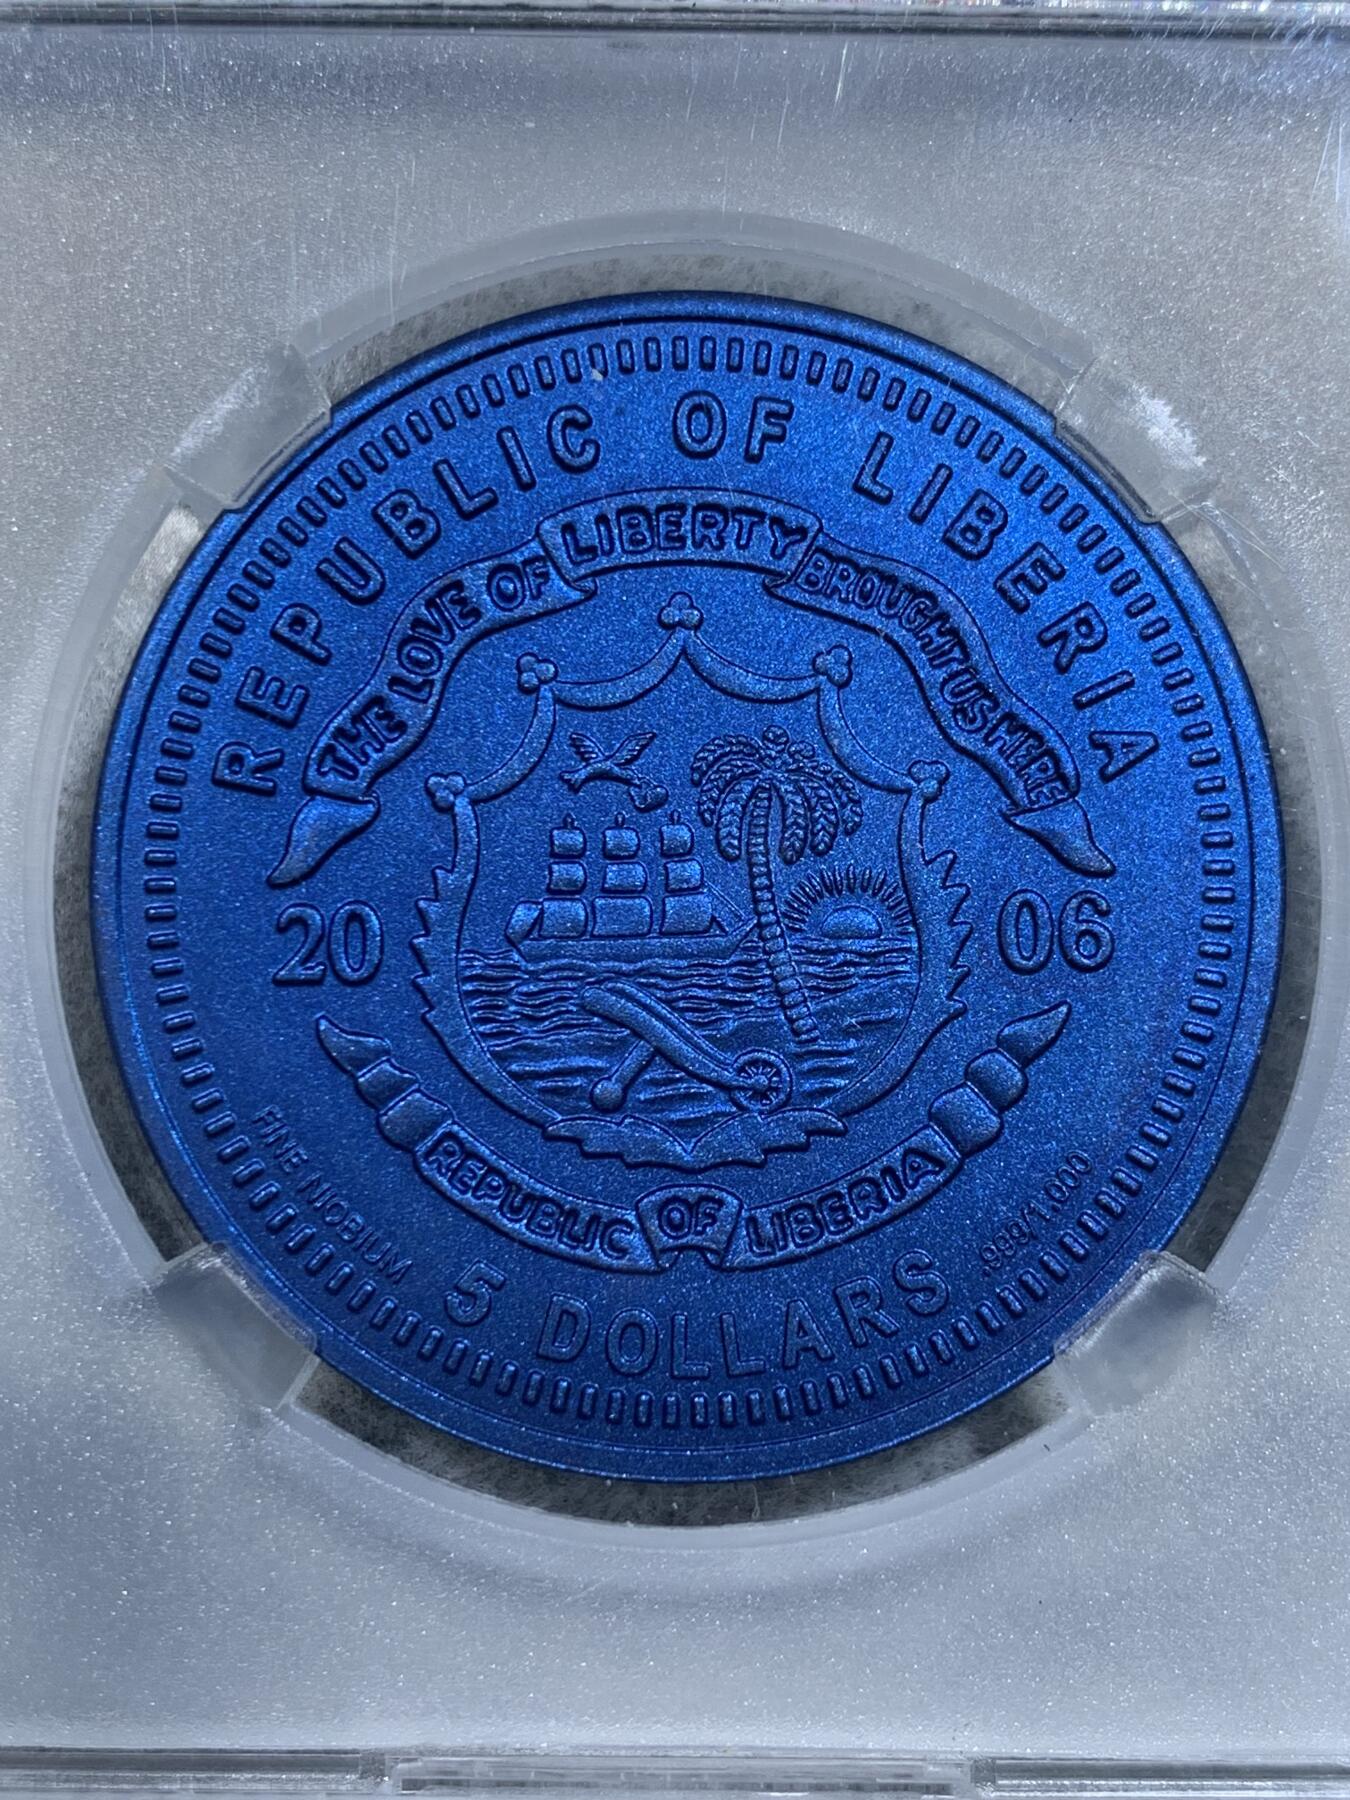 REPUBLIC OF LIBERIA
THE LOVE OF LIBERTY BROUGHT US HERE
20 06
REPUBLIC OF LIBERIA
FINE NIOBIUM
.999/1,000
5 DOLLARS